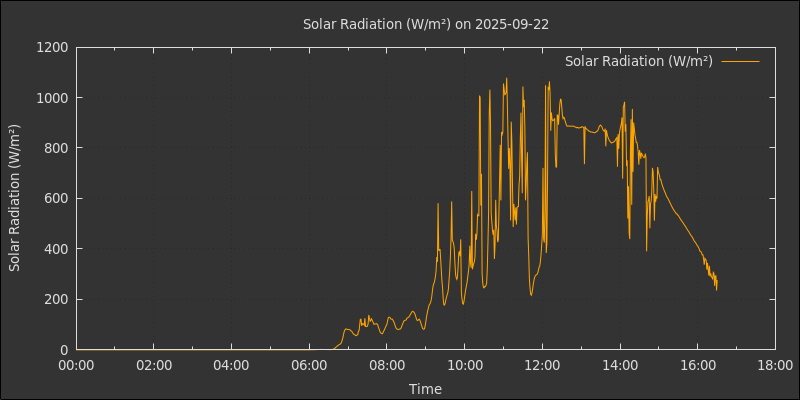 Solar Radiation (W/m²) on 2025-09-22
Solar Radiation (W/m²)
Solar Radiation (W/m²)
1200
1000
800
600
400
200
0
00:00 02:00 04:00 06:00 08:00 10:00 12:00 14:00 16:00 18:00
Time